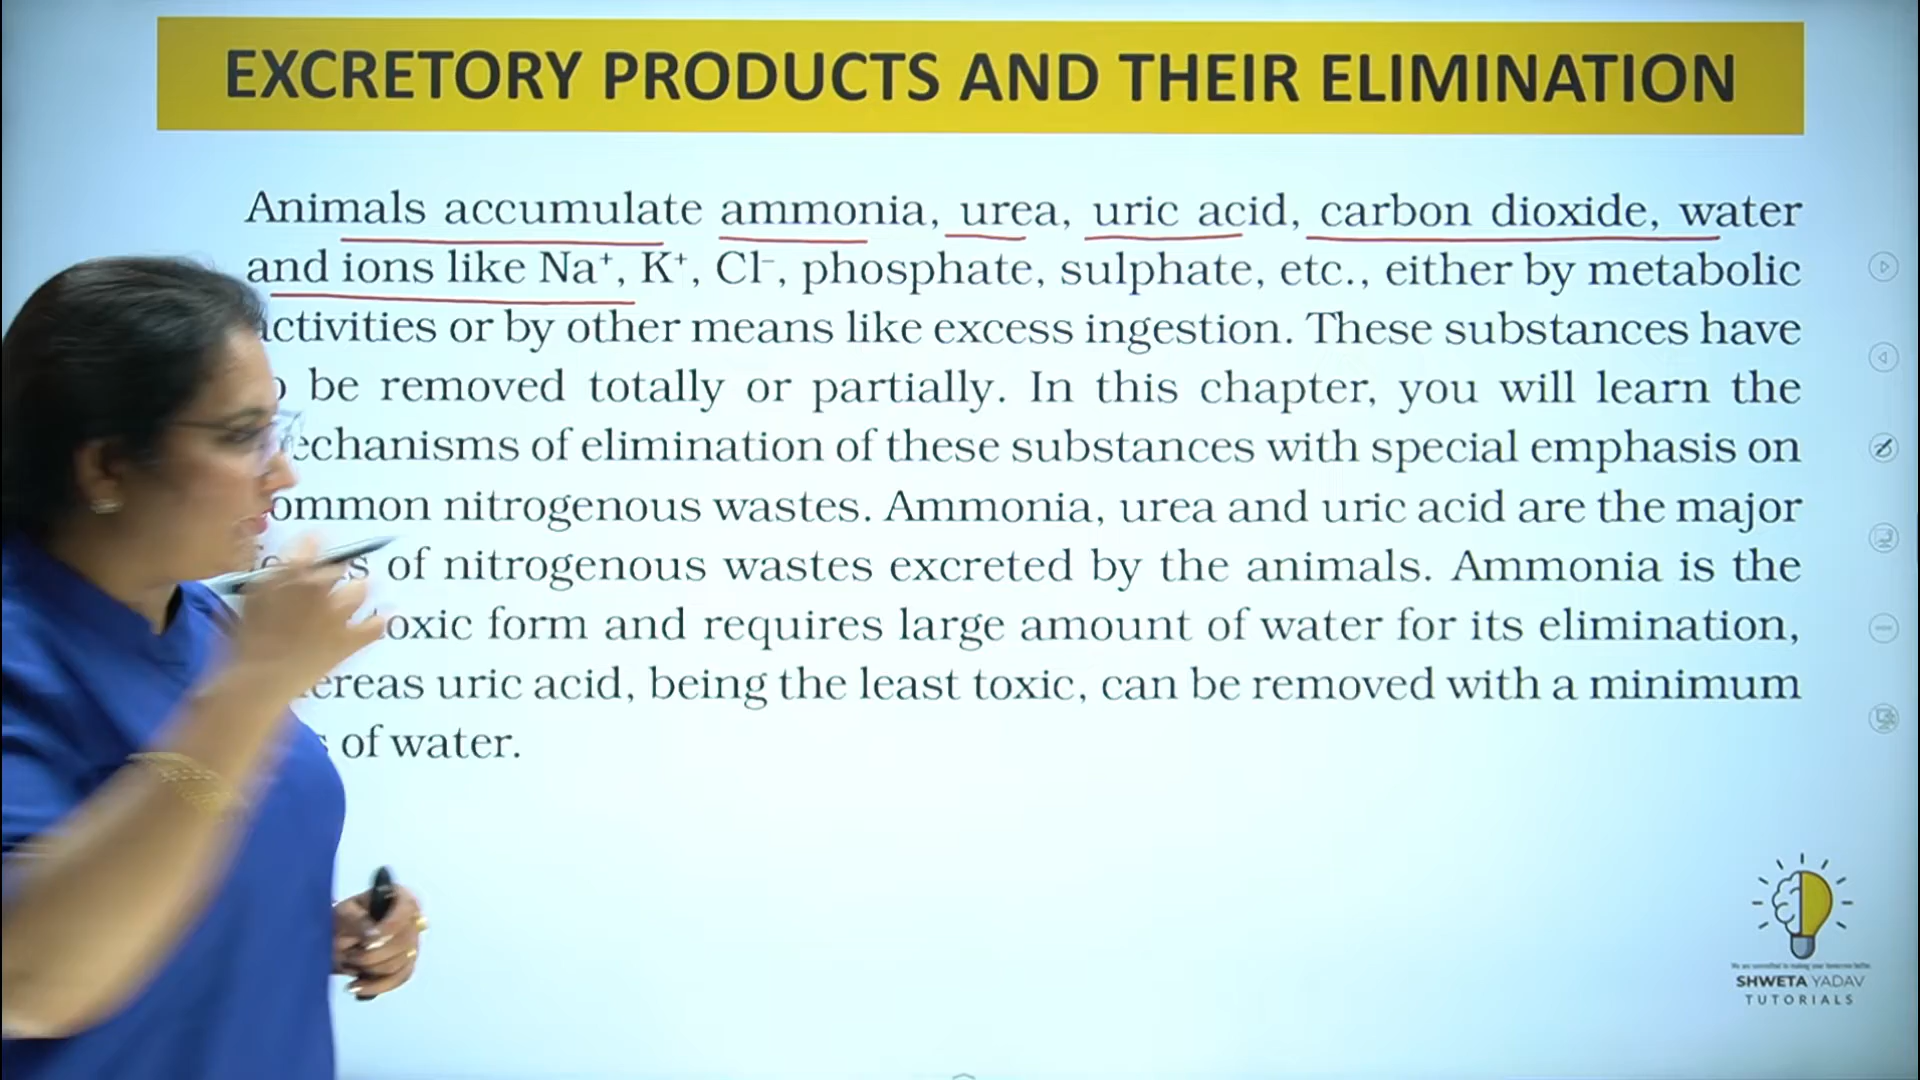 EXCRETORY PRODUCTS AND THEIR ELIMINATION
Animals accumulate ammonia, urea, uric acid, carbon dioxide, water
and ions like Na⁺, K⁺, Cl⁻, phosphate, sulphate, etc., either by metabolic
ctivities or by other means like excess ingestion. These substances have
be removed totally or partially. In this chapter, you will learn the
echanisms of elimination of these substances with special emphasis on
ommon nitrogenous wastes. Ammonia, urea and uric acid are the major
of nitrogenous wastes excreted by the animals. Ammonia is the
oxic form and requires large amount of water for its elimination,
ereas uric acid, being the least toxic, can be removed with a minimum
of water.
SHWETA YADAV
TUTORIALS